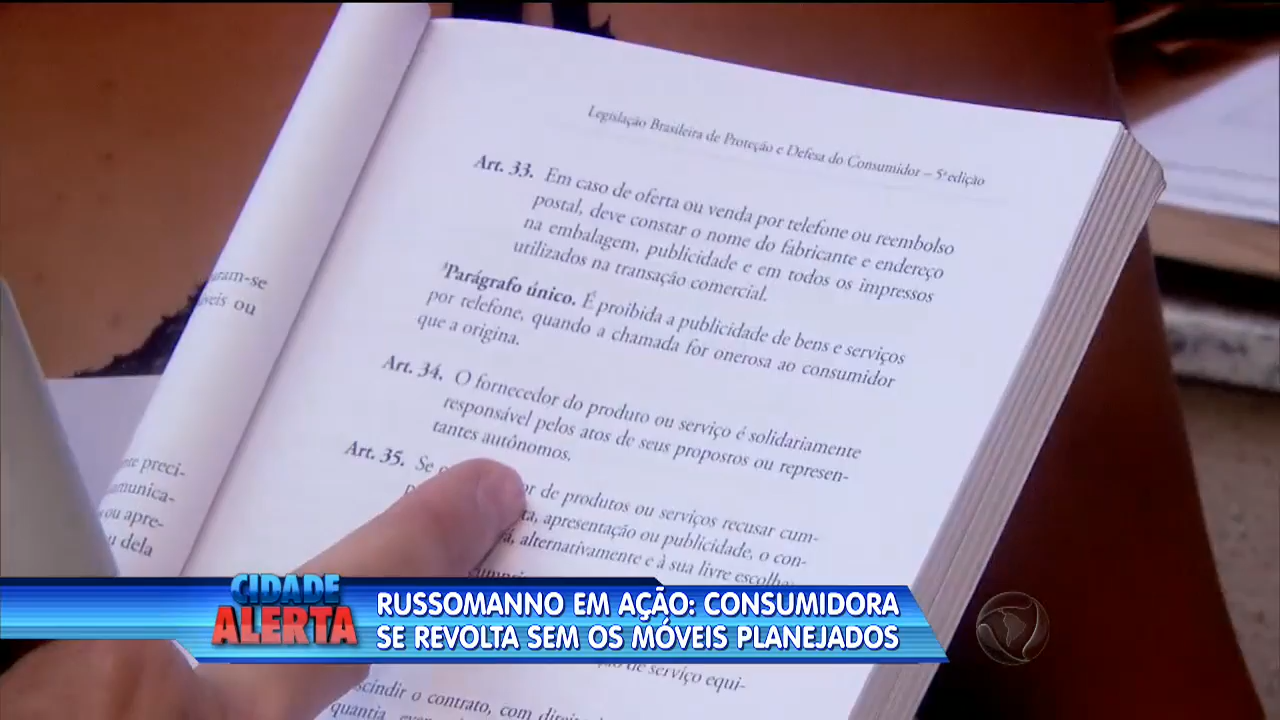 Legislação Brasileira de Proteção e Defesa do Consumidor – 5ª edição
Art. 33. Em caso de oferta ou venda por telefone ou reembolso
postal, deve constar o nome do fabricante e endereço
na embalagem, publicidade e em todos os impressos
utilizados na transação comercial.
Parágrafo único. É proibida a publicidade de bens e serviços
por telefone, quando a chamada for onerosa ao consumidor
que a origina.
Art. 34. O fornecedor do produto ou serviço é solidariamente
responsável pelos atos de seus propostos ou represen-
tantes autônomos.
Art. 35. Se o or de produtos ou serviços recusar cum-
ta, apresentação ou publicidade, o con-
á, alternativamente e à sua livre escolha
de serviço equi-
scindir o contrato, com
quantia
ram-se
veis ou
nte preci-
omunica-
ou apre-
u dela
CIDADE
ALERTA
RUSSOMANNO EM AÇÃO: CONSUMIDORA
SE REVOLTA SEM OS MÓVEIS PLANEJADOS